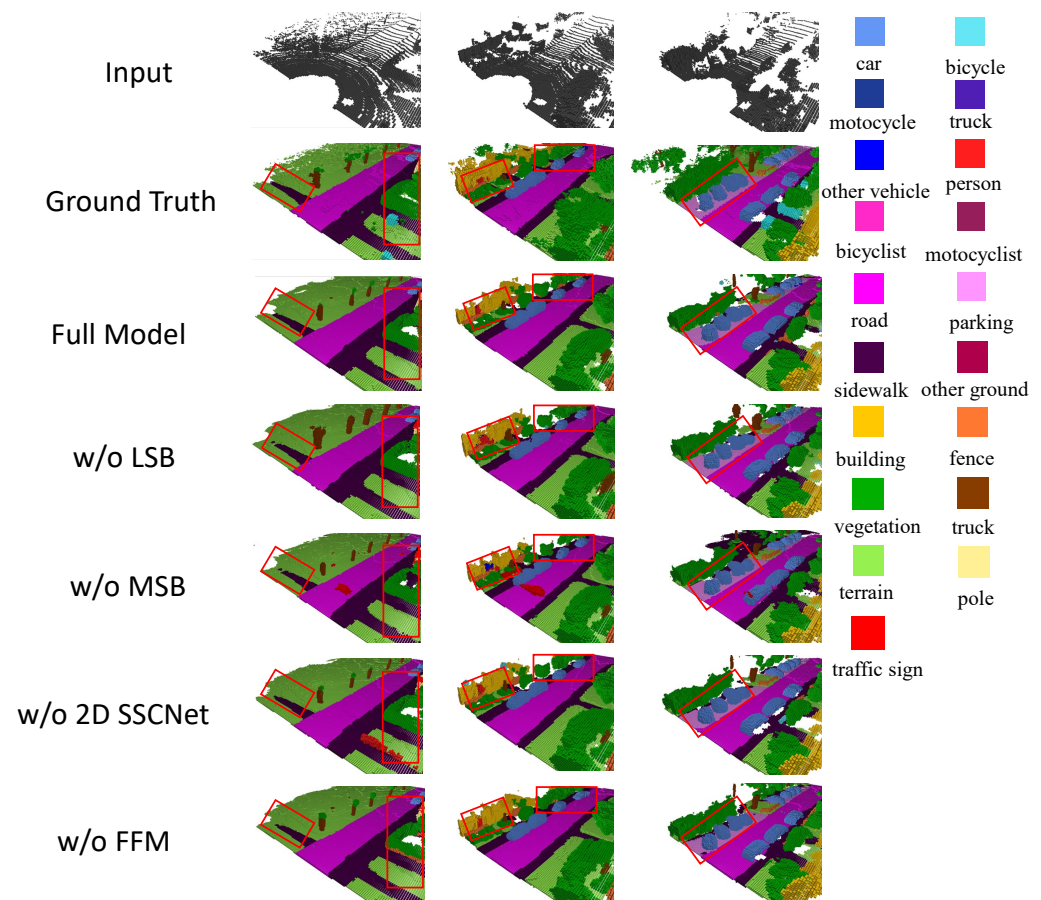 Input
Ground Truth
Full Model
w/o LSB
w/o MSB
w/o 2D SSCNet
w/o FFM
car
bicycle
motocycle
truck
other vehicle
person
bicyclist
motocyclist
road
parking
sidewalk
other ground
building
fence
vegetation
truck
terrain
pole
traffic sign